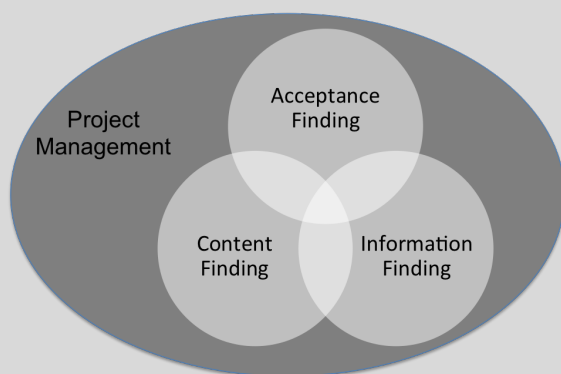 Acceptance
Finding
Project
Management
Content
Finding
Information
Finding